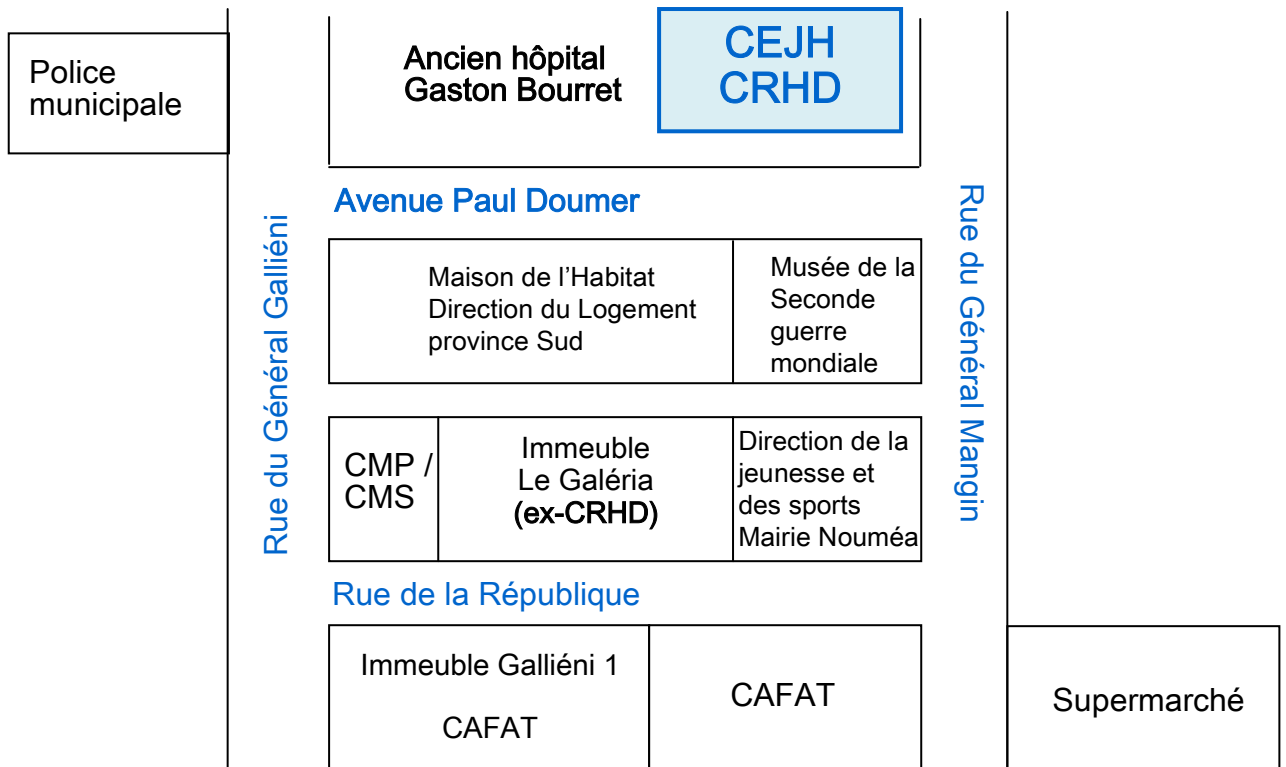 Police
municipale
Ancien hôpital
Gaston Bourret
CEJH
CRHD
Avenue Paul Doumer
Rue du Général Galliéni
Rue du Général Mangin
Maison de l’Habitat
Direction du Logement
province Sud
Musée de la
Seconde
guerre
mondiale
CMP /
CMS
Immeuble
Le Galéria
(ex-CRHD)
Direction de la
jeunesse et
des sports
Mairie Nouméa
Rue de la République
Immeuble Galliéni 1
CAFAT
CAFAT
Supermarché